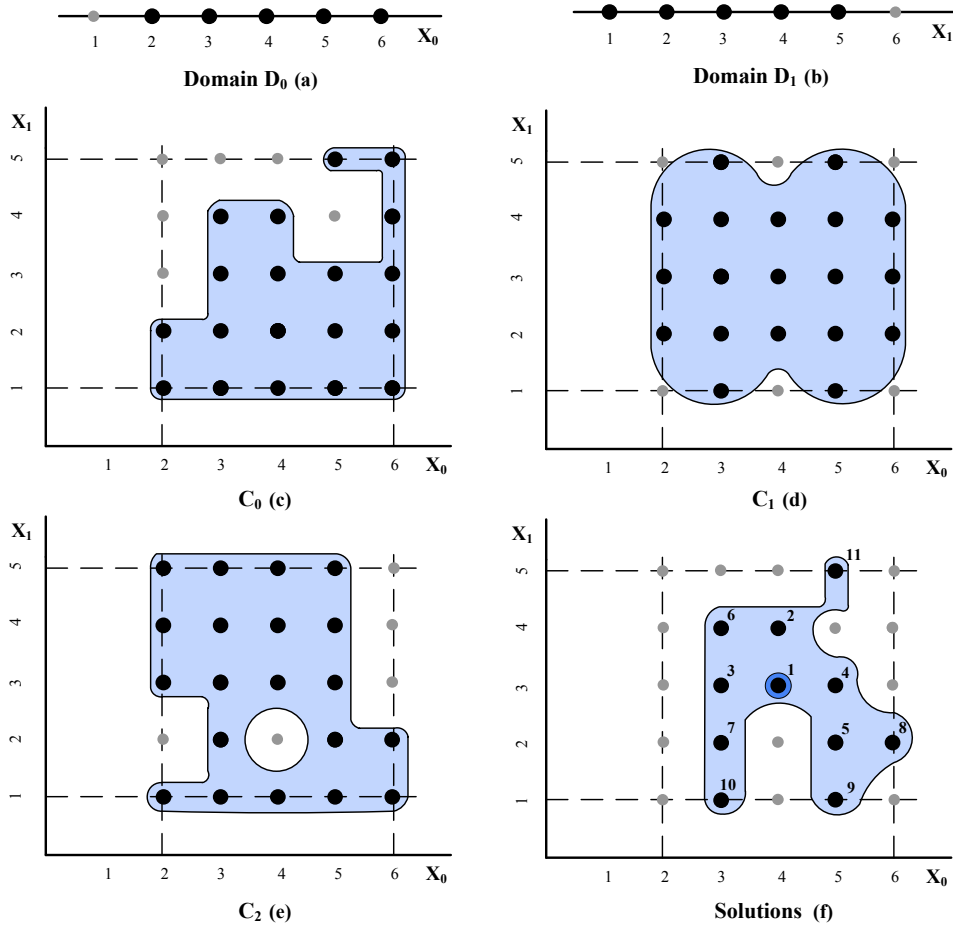 1 2 3 4 5 6 X₀
Domain D₀ (a)
1 2 3 4 5 6 X₁
Domain D₁ (b)
X₁
5
4
3
2
1
1 2 3 4 5 6 X₀
C₀ (c)
X₁
5
4
3
2
1
1 2 3 4 5 6 X₀
C₁ (d)
X₁
5
4
3
2
1
1 2 3 4 5 6 X₀
C₂ (e)
X₁
11
5
6 2
4
3 1 4
3
7 5 8
2
10 9
1
1 2 3 4 5 6 X₀
Solutions (f)